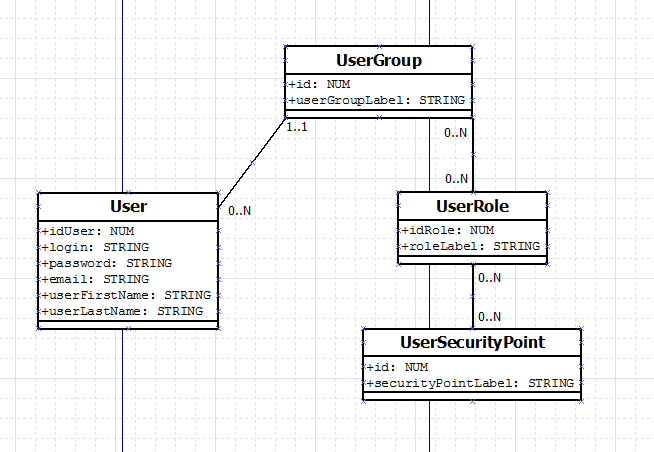 UserGroup
+id: NUM
+userGroupLabel: STRING
1..1
0..N
0..N
0..N
User
+idUser: NUM
+login: STRING
+password: STRING
+email: STRING
+userFirstName: STRING
+userLastName: STRING
UserRole
+idRole: NUM
+roleLabel: STRING
0..N
0..N
UserSecurityPoint
+id: NUM
+securityPointLabel: STRING